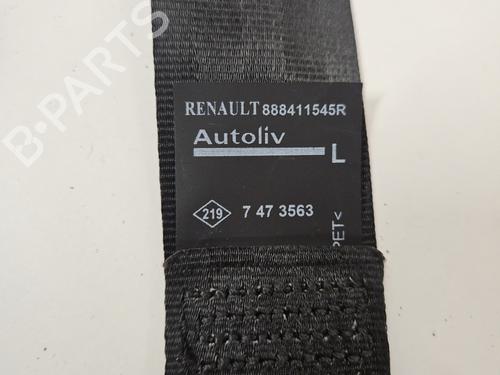 RENAULT 888411545R
Autoliv
L
219 7 47 3563
PET<
B-PARTS